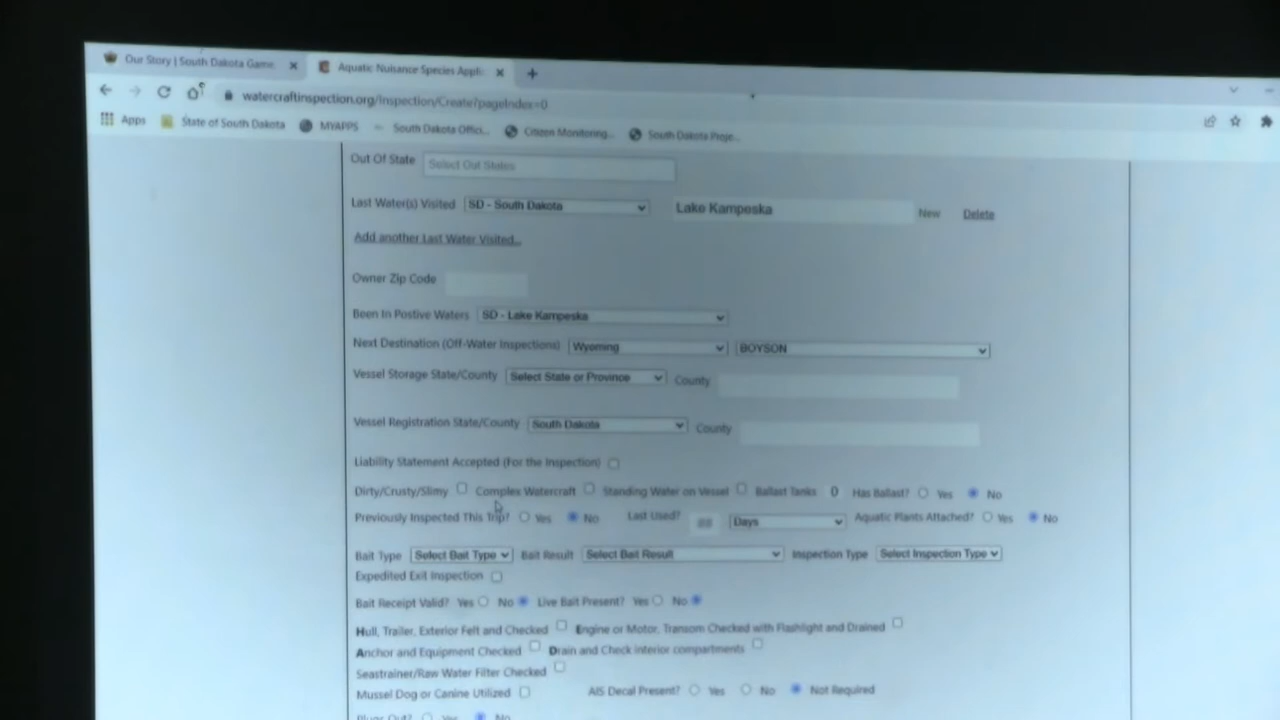 Our Story | South Dakota Game, Aquatic Nuisance Species Appli
watercraftinspection.org/Inspection/Create?pageIndex=0
Apps State of South Dakota MYAPPS South Dakota Offici... Citizen Monitoring... South Dakota Proje...
Out Of State Select Out States
Last Water(s) Visited SD - South Dakota Lake Kampeska New Delete
Add another Last Water Visited...
Owner Zip Code
Been In Postive Waters SD - Lake Kampeska
Next Destination (Off-Water Inspections) Wyoming BOYSON
Vessel Storage State/County Select State or Province County
Vessel Registration State/County South Dakota County
Liability Statement Accepted (For the Inspection)
Dirty/Crusty/Slimy Complex Watercraft Standing Water on Vessel Ballast Tanks 0 Has Ballast? Yes No
Previously Inspected This Trip? Yes No Last Used? Days Aquatic Plants Attached? Yes No
Bait Type Select Bait Type Bait Result Select Bait Result Inspection Type Select Inspection Type
Expedited Exit Inspection
Bait Receipt Valid? Yes No Live Bait Present? Yes No
Hull, Trailer, Exterior Felt and Checked Engine or Motor, Transom Checked with Flashlight and Drained
Anchor and Equipment Checked Drain and Check interior compartments
Seastrainer/Raw Water Filter Checked
Mussel Dog or Canine Utilized AIS Decal Present? Yes No Not Required
Plugs Out? Yes No